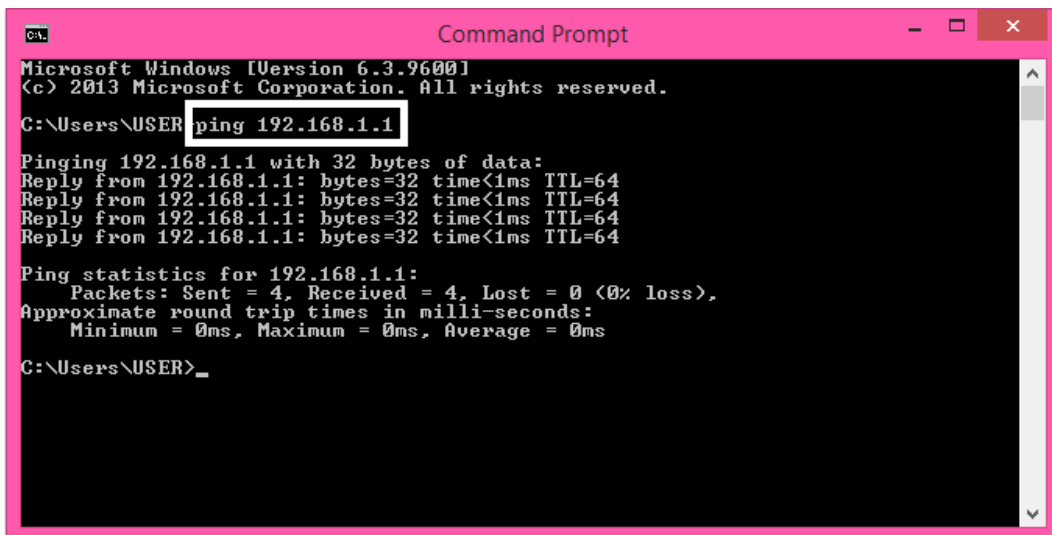 Command Prompt
Microsoft Windows [Version 6.3.9600]
(c) 2013 Microsoft Corporation. All rights reserved.
C:\Users\USER ping 192.168.1.1
Pinging 192.168.1.1 with 32 bytes of data:
Reply from 192.168.1.1: bytes=32 time<1ms TTL=64
Reply from 192.168.1.1: bytes=32 time<1ms TTL=64
Reply from 192.168.1.1: bytes=32 time<1ms TTL=64
Reply from 192.168.1.1: bytes=32 time<1ms TTL=64
Ping statistics for 192.168.1.1:
Packets: Sent = 4, Received = 4, Lost = 0 (0% loss),
Approximate round trip times in milli-seconds:
Minimum = 0ms, Maximum = 0ms, Average = 0ms
C:\Users\USER>_